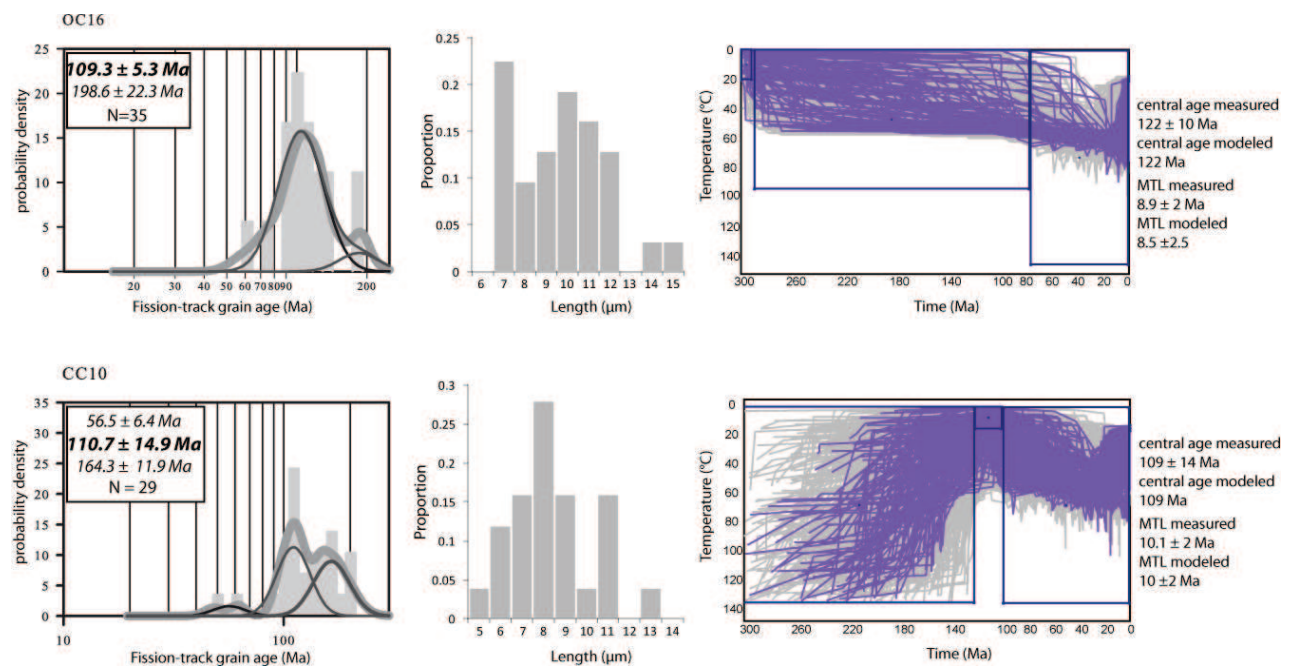 OC16
25
20
15
10
5
0
109.3 ± 5.3 Ma
198.6 ± 22.3 Ma
N=35
probability density
20 30 40 50 60 70 80 90 200
Fission-track grain age (Ma)
0.25
0.2
0.15
0.1
0.05
0
Proportion
6 7 8 9 10 11 12 13 14 15
Length (µm)
0
20
40
60
80
100
120
140
Temperature (°C)
300 260 220 180 140 100 80 60 40 20 0
Time (Ma)
central age measured
122 ± 10 Ma
central age modeled
122 Ma
MTL measured
8.9 ± 2 Ma
MTL modeled
8.5 ±2.5
CC10
35
30
25
20
15
10
5
0
56.5 ± 6.4 Ma
110.7 ± 14.9 Ma
164.3 ± 11.9 Ma
N = 29
probability density
10 100
Fission-track grain age (Ma)
0.3
0.25
0.2
0.15
0.1
0.05
0
Proportion
5 6 7 8 9 10 11 12 13 14
Length (µm)
0
20
40
60
80
100
120
140
Temperature (°C)
300 260 220 180 140 100 80 60 40 20 0
Time (Ma)
central age measured
109 ± 14 Ma
central age modeled
109 Ma
MTL measured
10.1 ± 2 Ma
MTL modeled
10 ±2 Ma